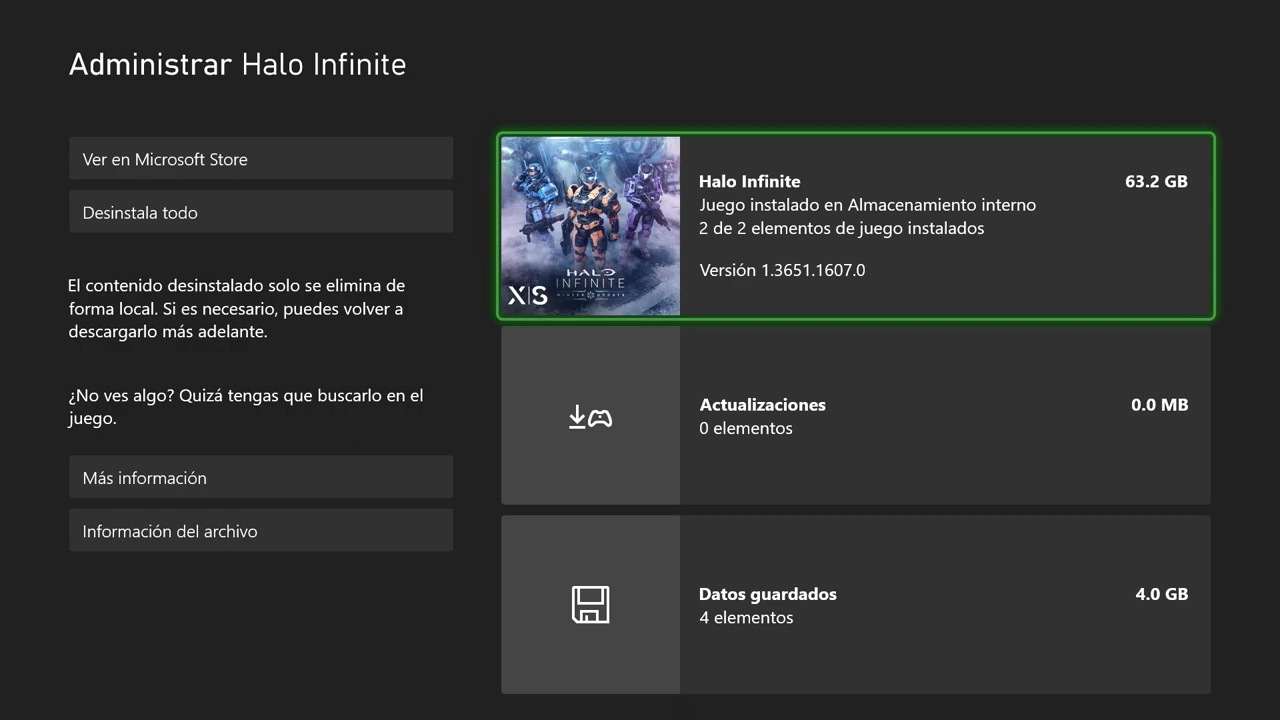 Administrar Halo Infinite
Ver en Microsoft Store
Desinstala todo
El contenido desinstalado solo se elimina de
forma local. Si es necesario, puedes volver a
descargarlo más adelante.
¿No ves algo? Quizá tengas que buscarlo en el
juego.
Más información
Información del archivo
HALO
INFINITE
WINTER UPDATE
X|S
Halo Infinite
63.2 GB
Juego instalado en Almacenamiento interno
2 de 2 elementos de juego instalados
Versión 1.3651.1607.0
Actualizaciones
0.0 MB
0 elementos
Datos guardados
4.0 GB
4 elementos